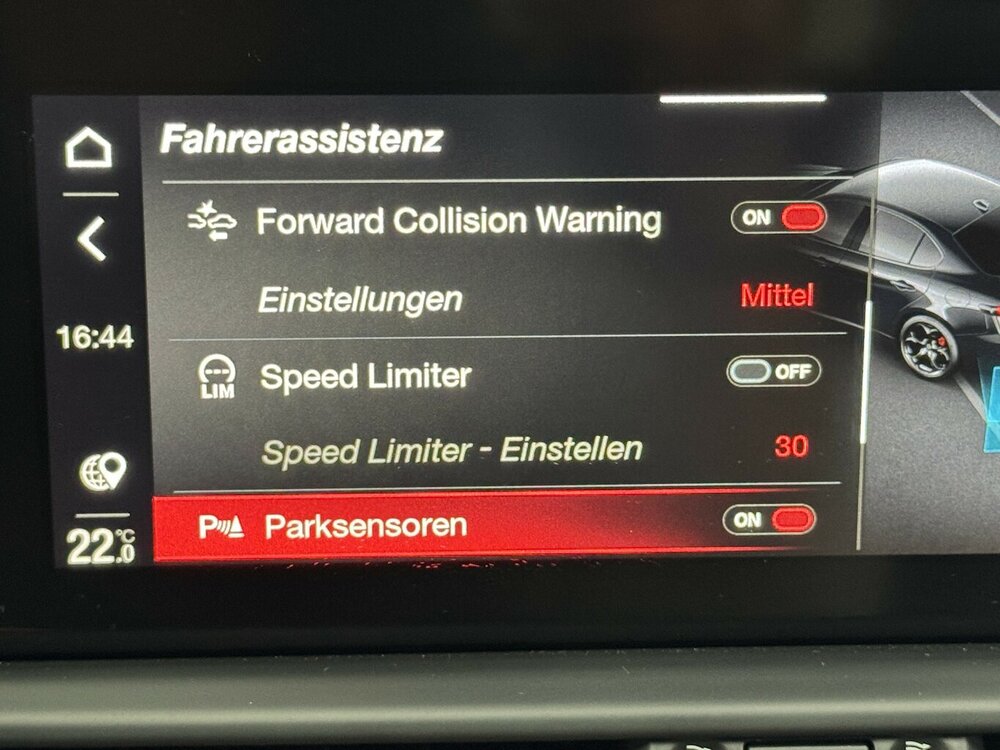 Fahrerassistenz
Forward Collision Warning ON
Einstellungen Mittel
16:44
LIM Speed Limiter OFF
Speed Limiter - Einstellen 30
P Parksensoren ON
22.0 °C